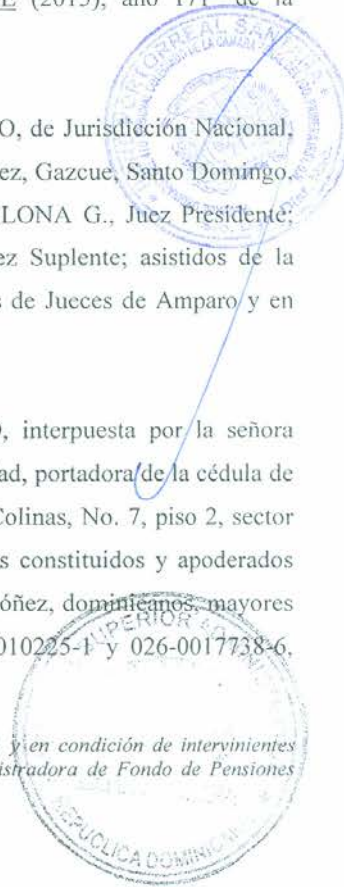 (2015), año 171° de la
O, de Jurisdicción Nacional,
ez, Gazcue, Santo Domingo,
LONA G., Juez Presidente;
ez Suplente; asistidos de la
s de Jueces de Amparo y en
O, interpuesta por la señora
ad, portadora de la cédula de
Colinas, No. 7, piso 2, sector
s constituidos y apoderados
óñez, dominicanos, mayores
010225-1 y 026-0017738-6,
SUPERIOR
y en condición de intervinientes
istradora de Fondo de Pensiones
REPUBLICA DOMINICANA